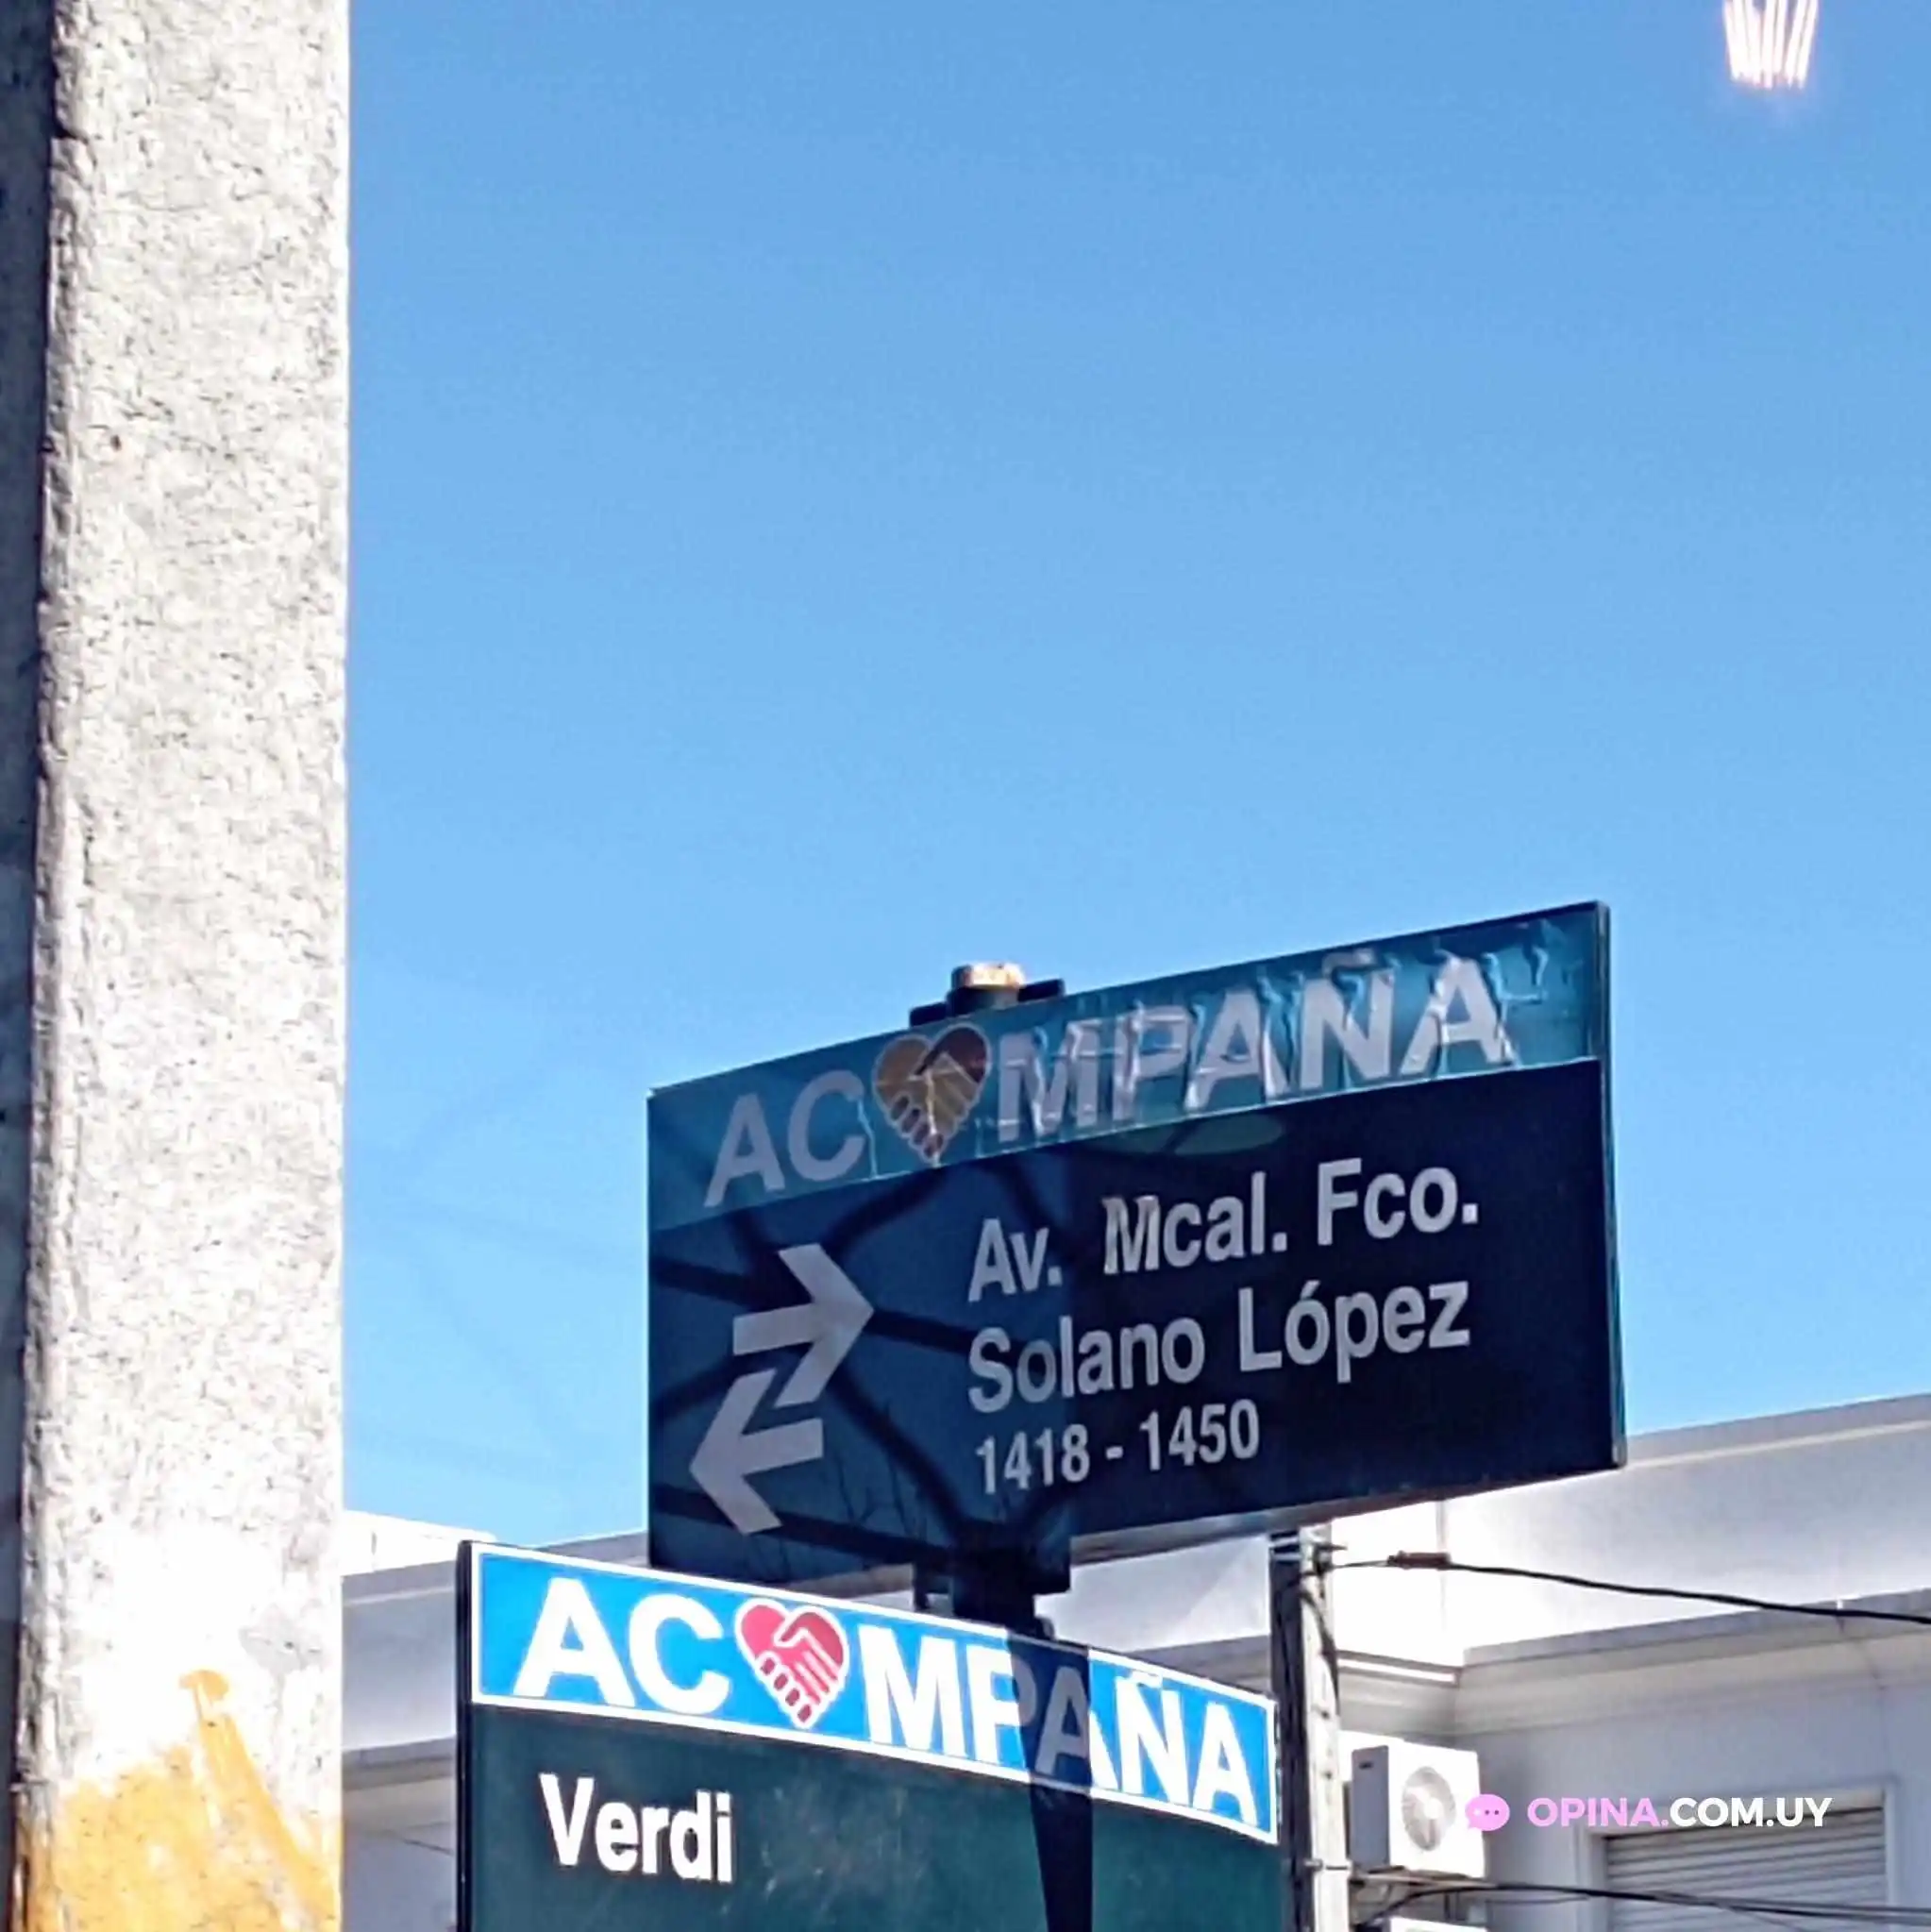 ACOMPAÑA
Av. Mcal. Fco.
Solano López
1418 - 1450
ACOMPAÑA
Verdi
OPINA.COM.UY